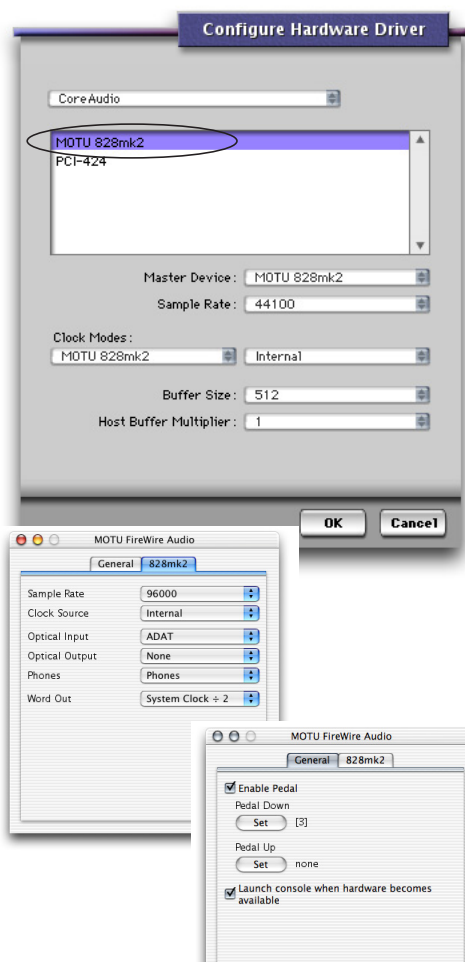 Configure Hardware Driver
CoreAudio
MOTU 828mk2
PCI-424
Master Device: MOTU 828mk2
Sample Rate: 44100
Clock Modes:
MOTU 828mk2 Internal
Buffer Size: 512
Host Buffer Multiplier: 1
OK Cancel
MOTU FireWire Audio
General 828mk2
Sample Rate 96000
Clock Source Internal
Optical Input ADAT
Optical Output None
Phones Phones
Word Out System Clock ÷ 2
MOTU FireWire Audio
General 828mk2
Enable Pedal
Pedal Down
Set [3]
Pedal Up
Set none
Launch console when hardware becomes
available